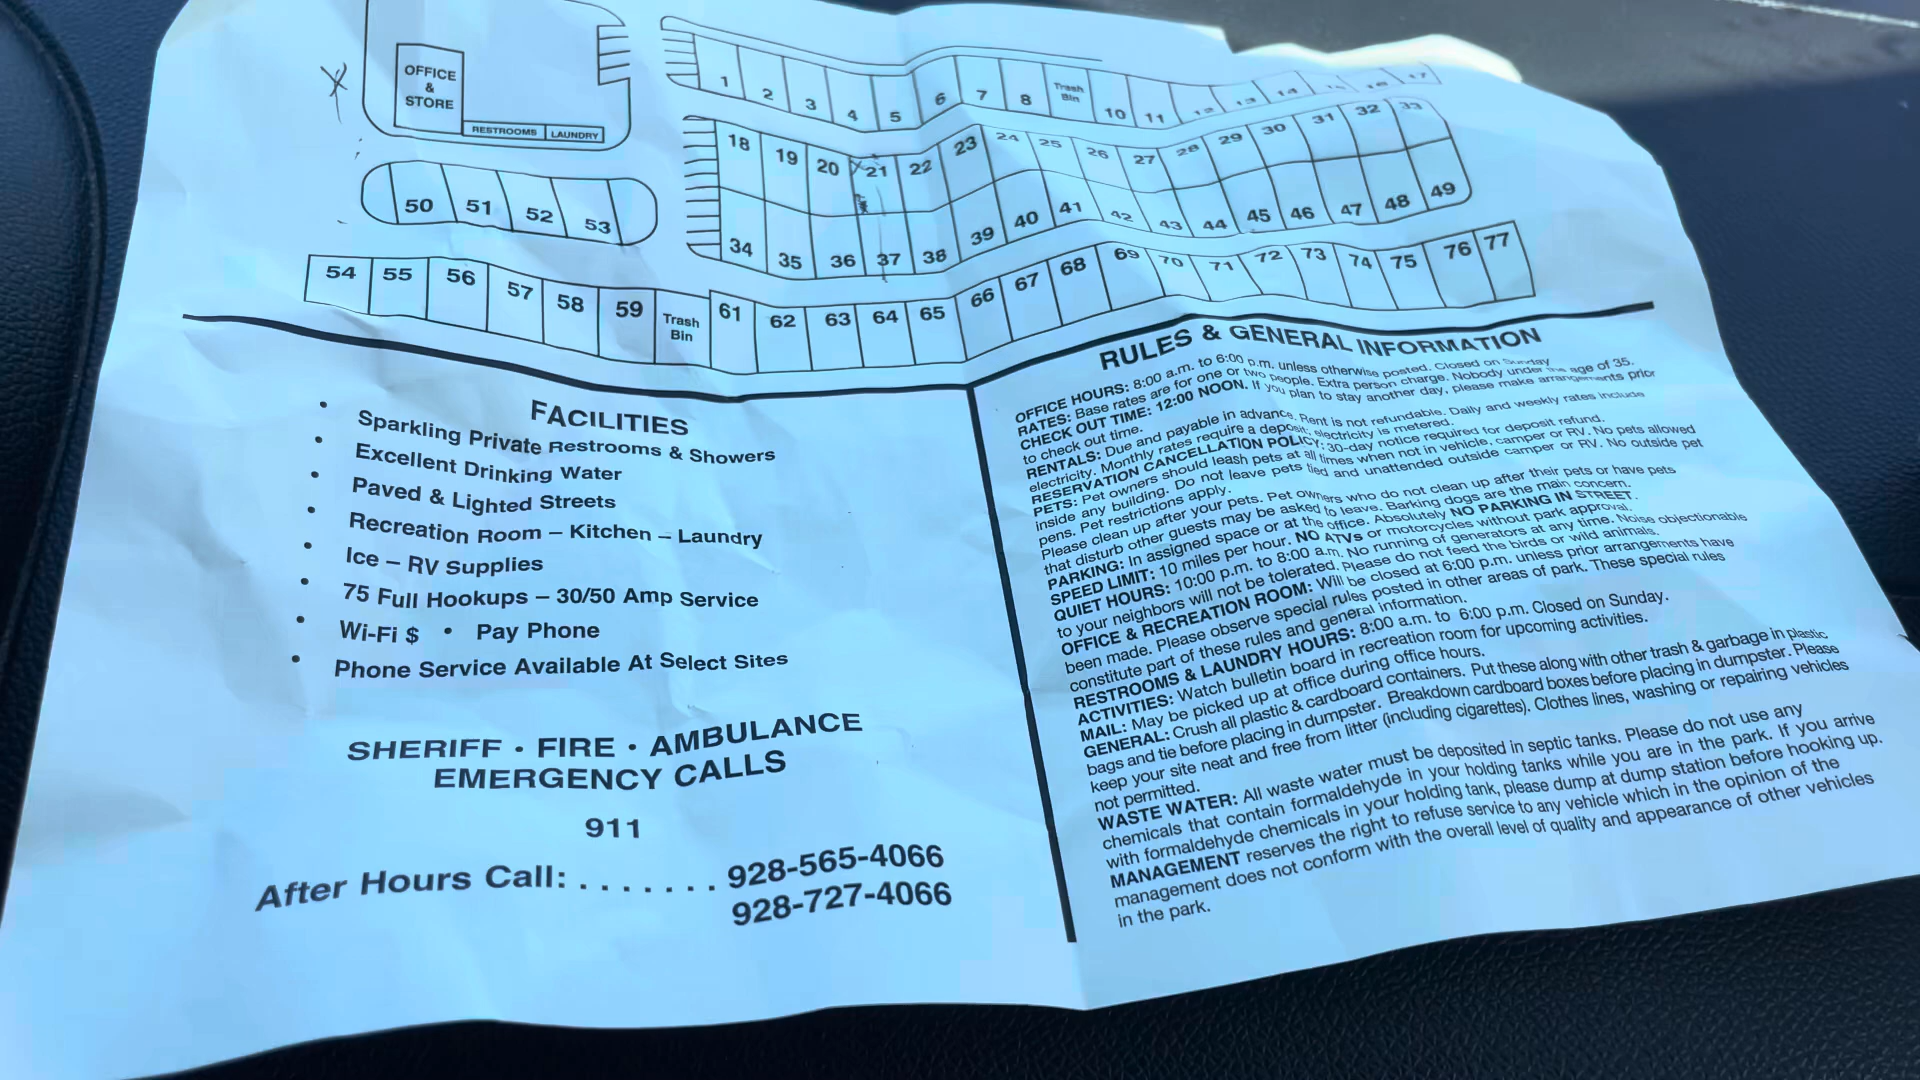 OFFICE
&
STORE
RESTROOMS LAUNDRY
1 2 3 4 5 6 7 8 Trash Bin 10 11 12 13 14 15 16 17
18 19 20 21 22 23 24 25 26 27 28 29 30 31 32 33
34 35 36 37 38 39 40 41 42 43 44 45 46 47 48 49
50 51 52 53
54 55 56 57 58 59 Trash Bin 61 62 63 64 65 66 67 68 69 70 71 72 73 74 75 76 77
FACILITIES
• Sparkling Private Restrooms & Showers
• Excellent Drinking Water
• Paved & Lighted Streets
• Recreation Room – Kitchen – Laundry
• Ice – RV Supplies
• 75 Full Hookups – 30/50 Amp Service
• Wi-Fi $ • Pay Phone
• Phone Service Available At Select Sites
SHERIFF • FIRE • AMBULANCE
EMERGENCY CALLS
911
After Hours Call: . . . . . . . 928-565-4066
928-727-4066
RULES & GENERAL INFORMATION
OFFICE HOURS: 8:00 a.m. to 6:00 p.m. unless otherwise posted. Closed on Sunday
RATES: Base rates are for one or two people. Extra person charge. Nobody under the age of 35.
CHECK OUT TIME: 12:00 NOON. If you plan to stay another day, please make arrangements prior
to check out time.
RENTALS: Due and payable in advance. Rent is not refundable. Daily and weekly rates include
electricity. Monthly rates require a deposit; electricity is metered.
RESERVATION CANCELLATION POLICY: 30-day notice required for deposit refund.
PETS: Pet owners should leash pets at all times when not in vehicle, camper or RV. No pets allowed
inside any building. Do not leave pets tied and unattended outside camper or RV. No outside pet
pens. Pet restrictions apply.
Please clean up after your pets. Pet owners who do not clean up after their pets or have pets
that disturb other guests may be asked to leave. Barking dogs are the main concern.
PARKING: In assigned space or at the office. Absolutely NO PARKING IN STREET.
SPEED LIMIT: 10 miles per hour. NO ATVs or motorcycles without park approval.
QUIET HOURS: 10:00 p.m. to 8:00 a.m. No running of generators at any time. Noise objectionable
to your neighbors will not be tolerated. Please do not feed the birds or wild animals.
OFFICE & RECREATION ROOM: Will be closed at 6:00 p.m. unless prior arrangements have
been made. Please observe special rules posted in other areas of park. These special rules
constitute part of these rules and general information.
RESTROOMS & LAUNDRY HOURS: 8:00 a.m. to 6:00 p.m. Closed on Sunday.
ACTIVITIES: Watch bulletin board in recreation room for upcoming activities.
MAIL: May be picked up at office during office hours.
GENERAL: Crush all plastic & cardboard containers. Put these along with other trash & garbage in plastic
bags and tie before placing in dumpster. Breakdown cardboard boxes before placing in dumpster. Please
keep your site neat and free from litter (including cigarettes). Clothes lines, washing or repairing vehicles
not permitted.
WASTE WATER: All waste water must be deposited in septic tanks. Please do not use any
chemicals that contain formaldehyde in your holding tanks while you are in the park. If you arrive
with formaldehyde chemicals in your holding tank, please dump at dump station before hooking up.
MANAGEMENT reserves the right to refuse service to any vehicle which in the opinion of the
management does not conform with the overall level of quality and appearance of other vehicles
in the park.